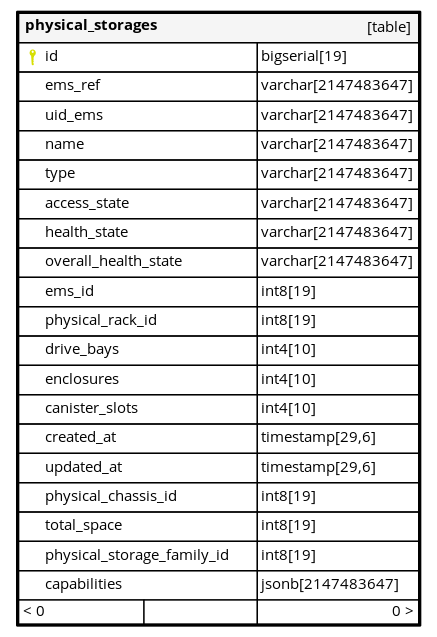 physical_storages [table]
id bigserial[19]
ems_ref varchar[2147483647]
uid_ems varchar[2147483647]
name varchar[2147483647]
type varchar[2147483647]
access_state varchar[2147483647]
health_state varchar[2147483647]
overall_health_state varchar[2147483647]
ems_id int8[19]
physical_rack_id int8[19]
drive_bays int4[10]
enclosures int4[10]
canister_slots int4[10]
created_at timestamp[29,6]
updated_at timestamp[29,6]
physical_chassis_id int8[19]
total_space int8[19]
physical_storage_family_id int8[19]
capabilities jsonb[2147483647]
< 0 0 >